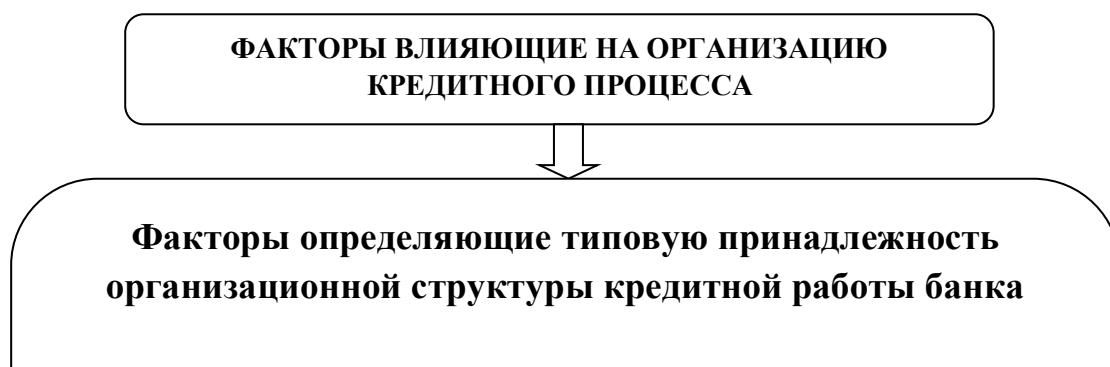 ФАКТОРЫ ВЛИЯЮЩИЕ НА ОРГАНИЗАЦИЮ
КРЕДИТНОГО ПРОЦЕССА
Факторы определяющие типовую принадлежность
организационной структуры кредитной работы банка